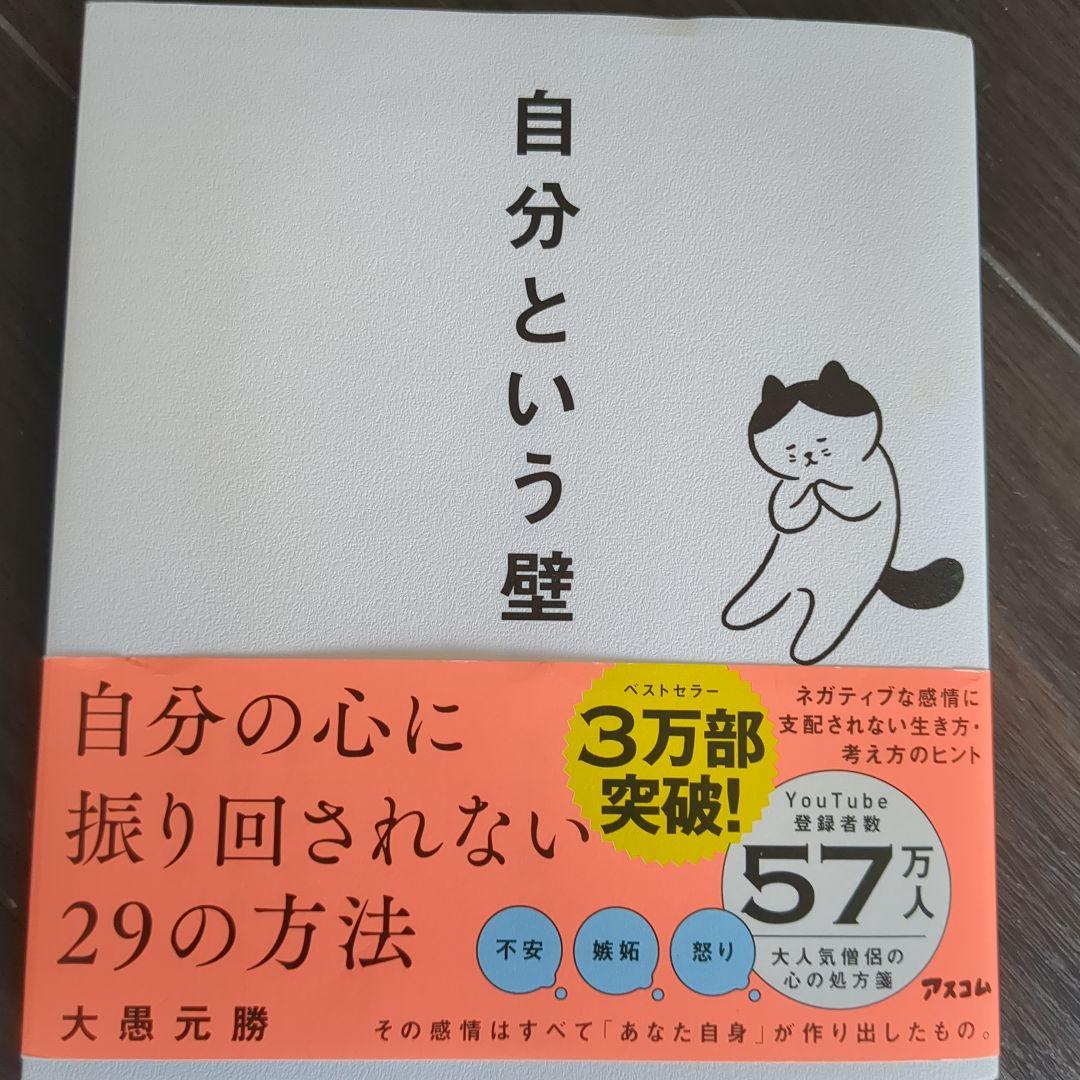 自分という壁
自分の心に
振り回されない
29の方法
大愚元勝
ベストセラー
3万部
突破!
ネガティブな感情に
支配されない生き方・
考え方のヒント
YouTube
登録者数
57万人
大人気僧侶の
心の処方箋
不安
嫉妬
怒り
アスコム
その感情はすべて「あなた自身」が作り出したもの。